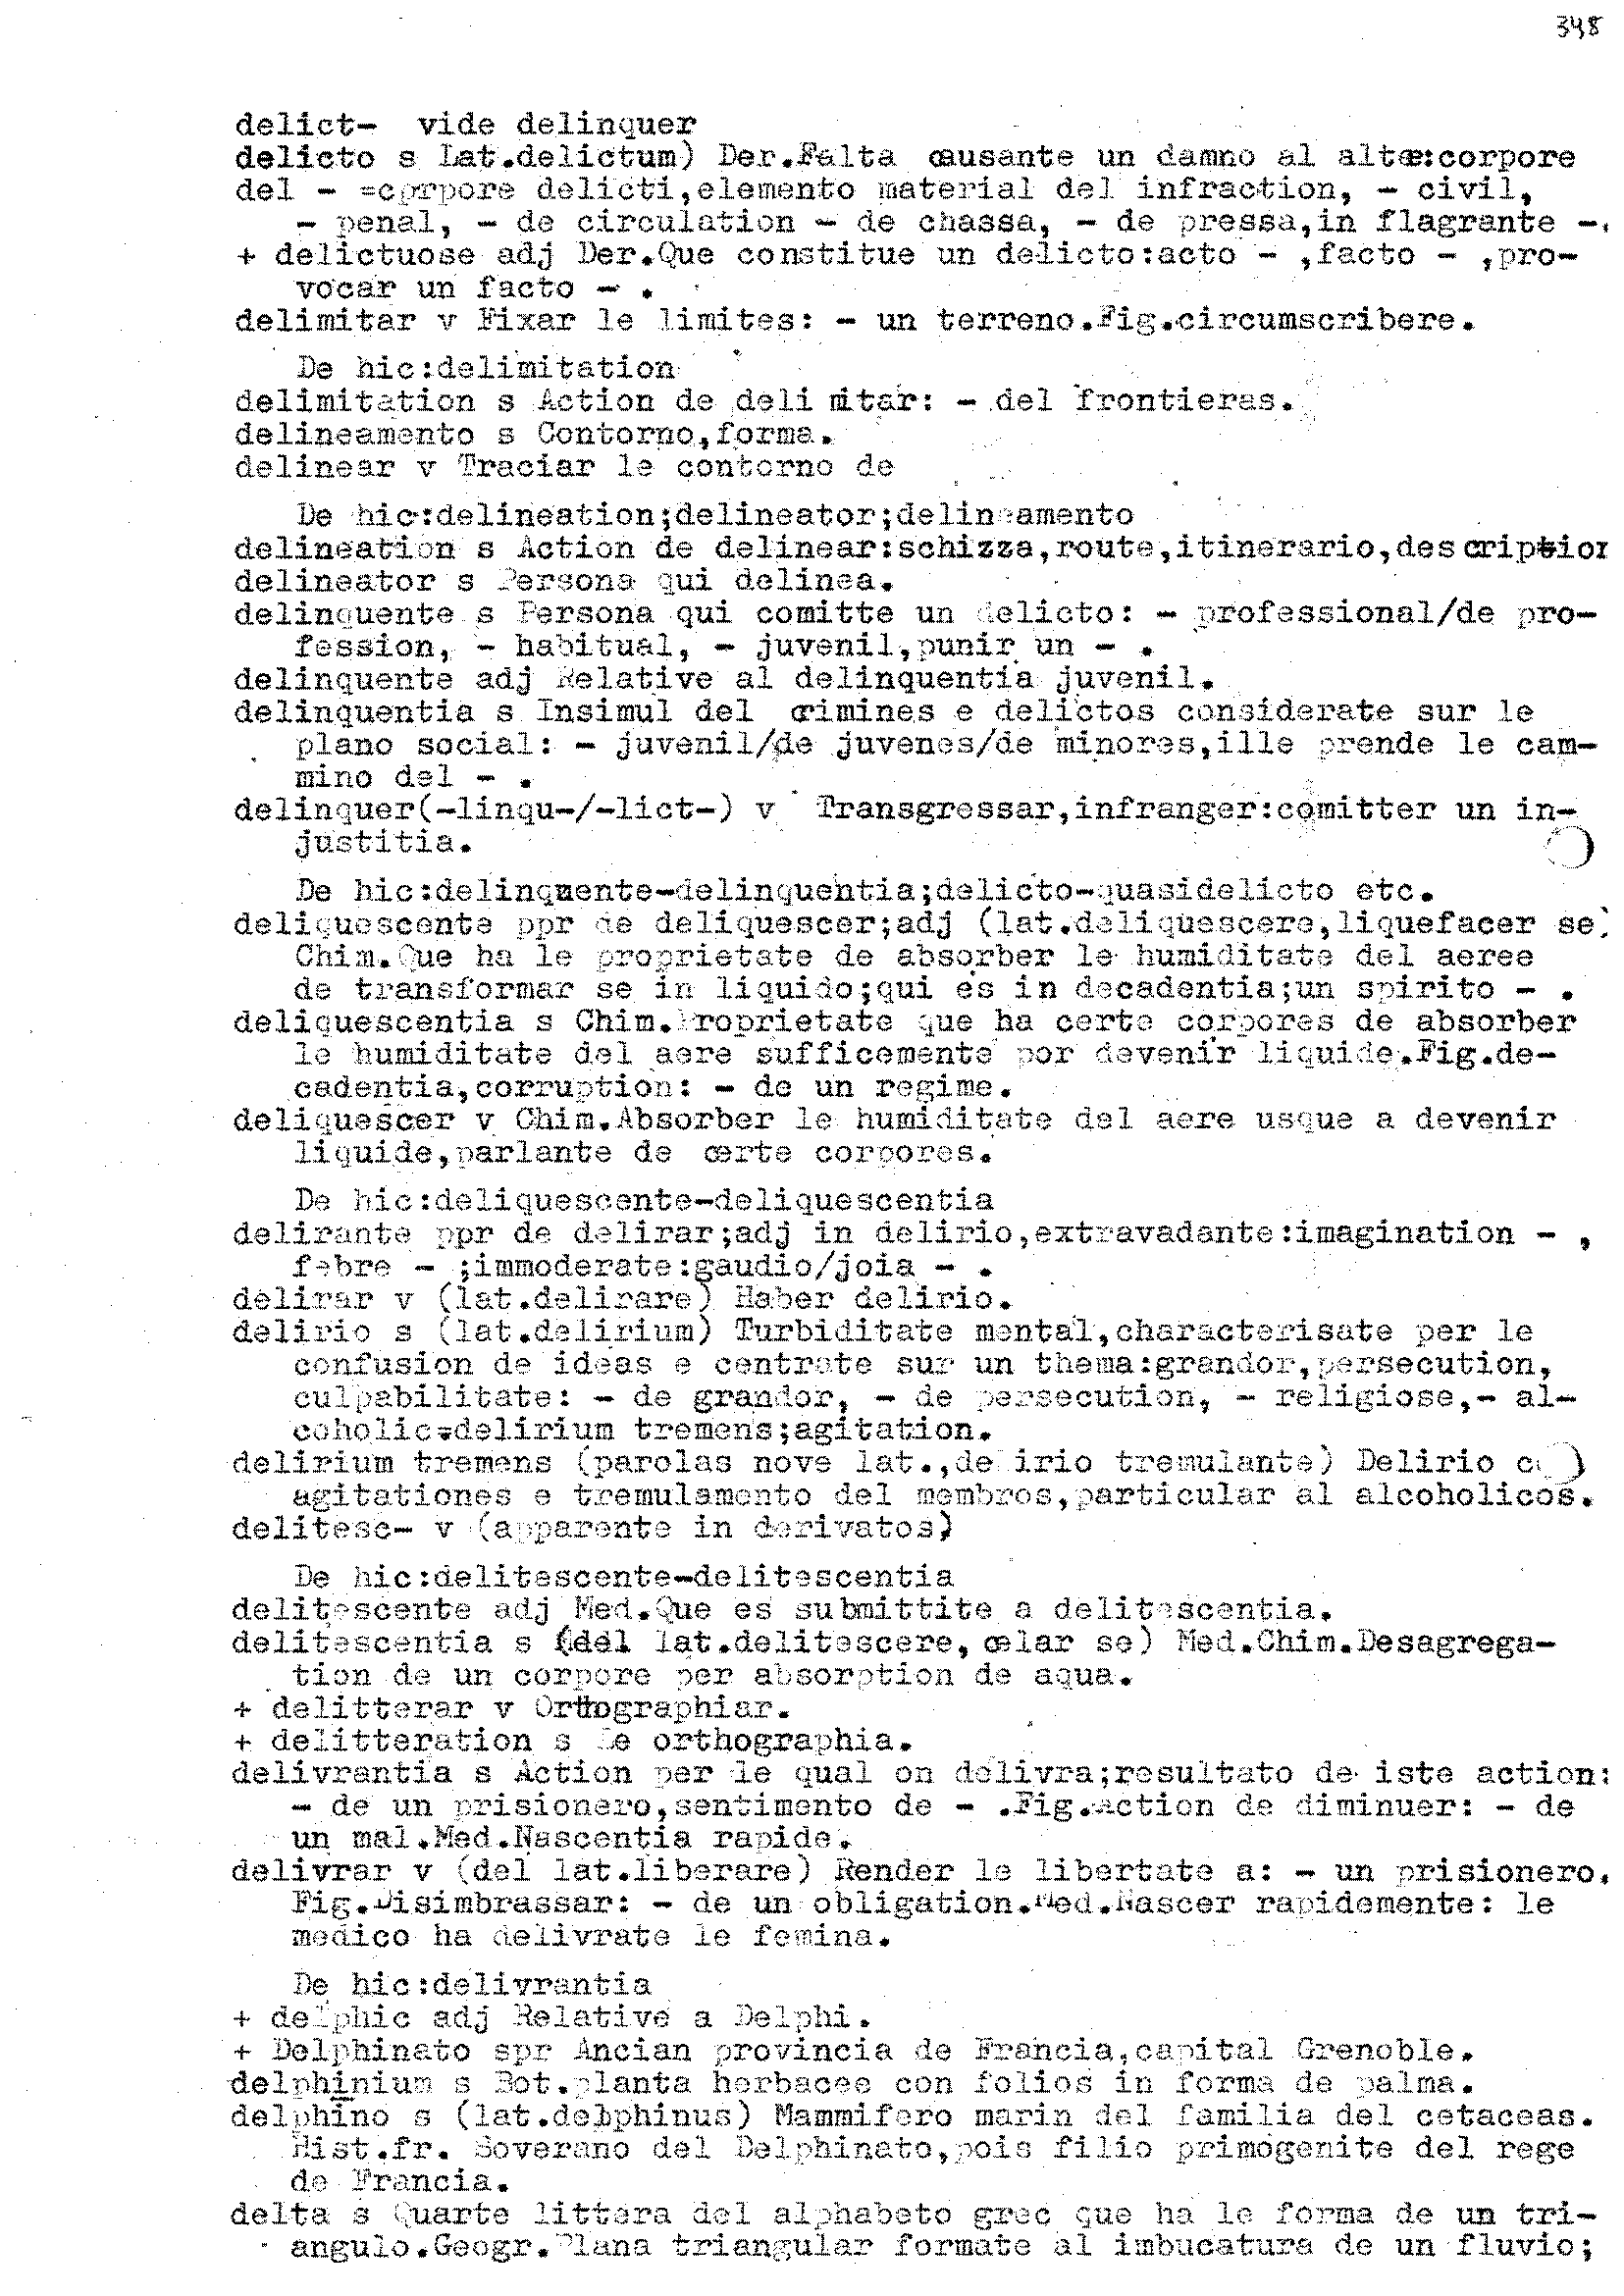 348
delict-  vide delinquer
delicto s Lat.delictum) Der.Falta causante un damno al altre:corpore
del - =corpore delicti,elemento material del infraction, - civil,
- penal, - de circulation - de chassa, - de pressa,in flagrante -.
+ delictuose adj Der.Que constitue un delicto:acto - ,facto - ,pro-
vocar un facto - .
delimitar v Fixar le limites: - un terreno.Fig.circumscribere.
De hic:delimitation
delimitation s Action de deli mitar: - del frontieras.
delineamento s Contorno,forma.
delinear v Traciar le contorno de
De hic:delineation;delineator;delineamento
delineation s Action de delinear:schizza,route,itinerario,description
delineator s Persona qui delinea.
delinquente s Persona qui comitte un delicto: - professional/de pro-
fession, - habitual, - juvenil,punir un - .
delinquente adj Relative al delinquentia juvenil.
delinquentia s Insimul del crimines e delictos considerate sur le
plano social: - juvenil/de juvenes/de minores,ille prende le cam-
mino del - .
delinquer(-linqu-/-lict-) v  Transgressar,infranger:comitter un in-
justitia.
De hic:delinquente-delinquentia;delicto-quasidelicto etc.
deliquescente ppr de deliquescer;adj (lat.deliquescere,liquefacer se)
Chim.Que ha le proprietate de absorber le humiditate del aeree
de transformar se in liquido;qui es in decadentia;un spirito - .
deliquescentia s Chim.Proprietate que ha certe corpores de absorber
le humiditate del aere sufficemente por devenir liquide.Fig.de-
cadentia,corruption: - de un regime.
deliquescer v Chim.Absorber le humiditate del aere usque a devenir
liquide,parlante de certe corpores.
De hic:deliquescente-deliquescentia
delirante ppr de delirar;adj in delirio,extravadante:imagination - ,
febre - ;immoderate:gaudio/joia - .
delirar v (lat.delirare) Haber delirio.
delirio s (lat.delirium) Turbiditate mental,characterisate per le
confusion de ideas e centrate sur un thema:grandor,persecution,
culpabilitate: - de grandor, - de persecution, - religiose,- al-
coholic=delirium tremens;agitation.
delirium tremens (parolas nove lat.,de irio tremulante) Delirio
agitationes e tremulamento del membros,particular al alcoholicos.
delitesc- v (apparente in derivatos)
De hic:delitescente-delitescentia
delitescente adj Med.Que es submittite a delitescentia.
delitescentia s (del lat.delitescere, celar se) Med.Chim.Desagrega-
tion de un corpore per absorption de aqua.
+ delitterar v Orthographiar.
+ delitteration s Le orthographia.
delivrantia s Action per le qual on delivra;resultato de iste action:
- de un prisionero,sentimento de - .Fig.Action de diminuer: - de
un mal.Med.Nascentia rapide.
delivrar v (del lat.liberare) Render le libertate a: - un prisionero.
Fig.Disimbrassar: - de un obligation.Med.Nascer rapidemente: le
medico ha delivrate le femina.
De hic:delivrantia
+ delphic adj Relative a Delphi.
+ Delphinato spr Ancian provincia de Francia,capital Grenoble.
delphinium s Bot.planta herbacee con folios in forma de palma.
delphino s (lat.delphinus) Mammifero marin del familia del cetaceas.
Hist.fr. Soverano del Delphinato,pois filio primogenite del rege
de Francia.
delta s Quarte littera del alphabeto grec que ha le forma de un tri-
angulo.Geogr.Plana triangular formate al imbucatura de un fluvio;